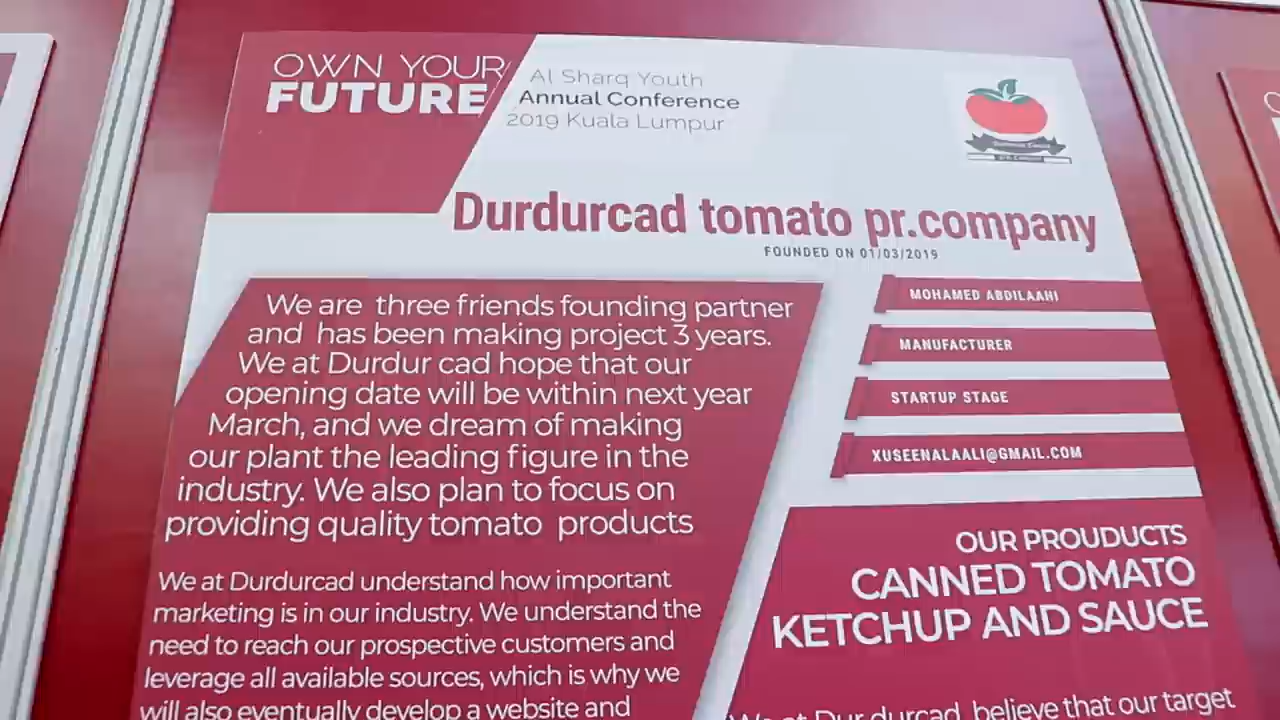 OWN YOUR
FUTURE
Al Sharq Youth
Annual Conference
2019 Kuala Lumpur
Durdurcad tomato pr.company
FOUNDED ON 01/03/2019
MOHAMED ABDILAAHI
MANUFACTURER
STARTUP STAGE
XUSEENALAALI@GMAIL.COM
We are three friends founding partner
and has been making project 3 years.
We at Durdur cad hope that our
opening date will be within next year
March, and we dream of making
our plant the leading figure in the
industry. We also plan to focus on
providing quality tomato products
We at Durdurcad understand how important
marketing is in our industry. We understand the
need to reach our prospective customers and
leverage all available sources, which is why we
will also eventually develop a website and
OUR PROUDUCTS
CANNED TOMATO
KETCHUP AND SAUCE
We at Dur durcad, believe that our target